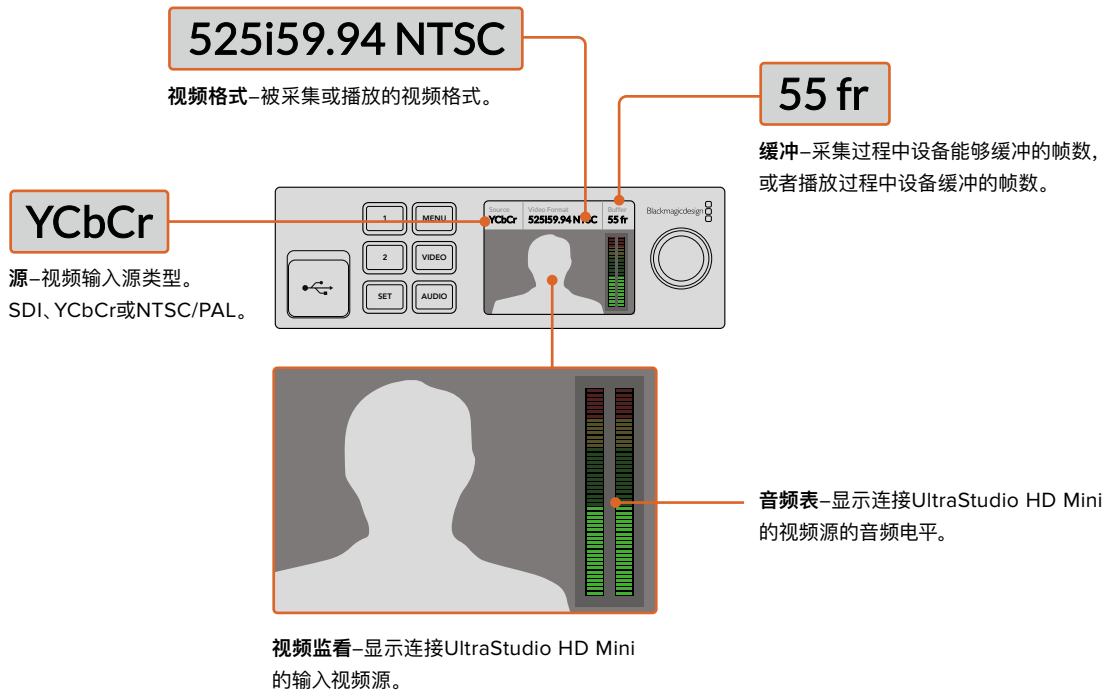 525i59.94 NTSC
视频格式–被采集或播放的视频格式。
55 fr
缓冲–采集过程中设备能够缓冲的帧数，
或者播放过程中设备缓冲的帧数。
YCbCr
源–视频输入源类型。
SDI、YCbCr或NTSC/PAL。
1
MENU
2
VIDEO
SET
AUDIO
Source
Video Format
Buffer
YCbCr
525I59.94 NTSC
55 fr
Blackmagicdesign
音频表–显示连接UltraStudio HD Mini
的视频源的音频电平。
视频监看–显示连接UltraStudio HD Mini
的输入视频源。